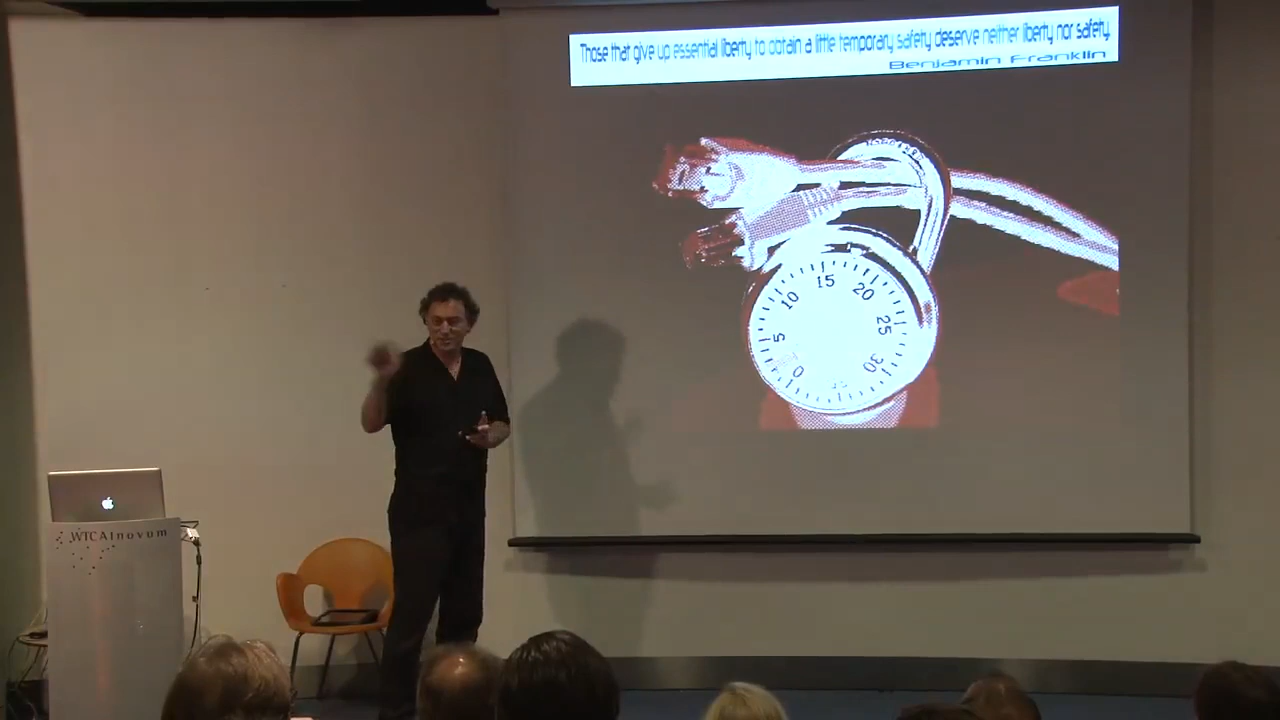 Those that give up essential liberty to obtain a little temporary safety deserve neither liberty nor safety.
Benjamin Franklin
0
5
10
15
20
25
30
WTCAlnovum